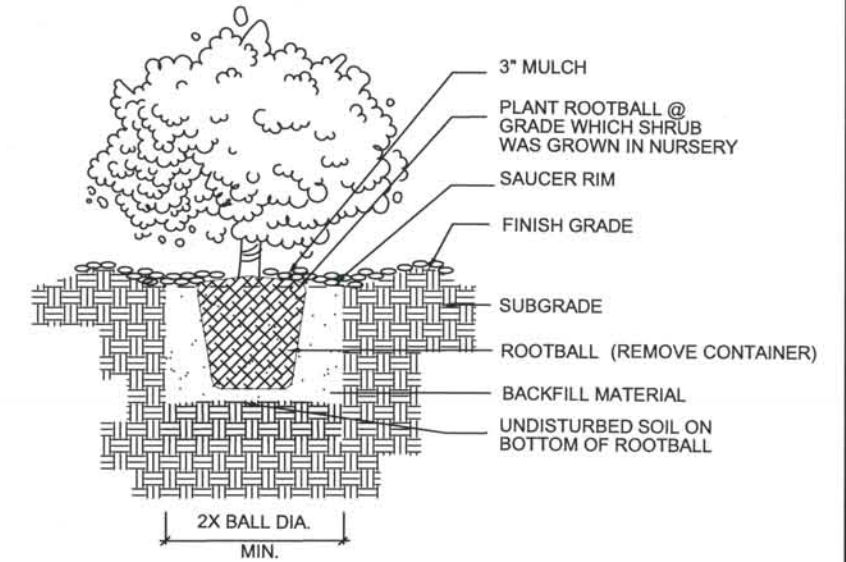 3" MULCH
PLANT ROOTBALL @
GRADE WHICH SHRUB
WAS GROWN IN NURSERY
SAUCER RIM
FINISH GRADE
SUBGRADE
ROOTBALL (REMOVE CONTAINER)
BACKFILL MATERIAL
UNDISTURBED SOIL ON
BOTTOM OF ROOTBALL
2X BALL DIA.
MIN.